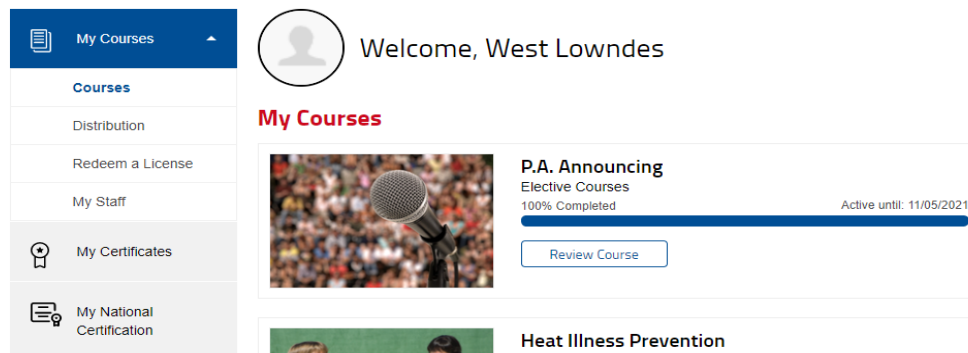 My Courses
Courses
Distribution
Redeem a License
My Staff
My Certificates
My National
Certification
Welcome, West Lowndes
My Courses
P.A. Announcing
Elective Courses
100% Completed
Active until: 11/05/2021
Review Course
Heat Illness Prevention